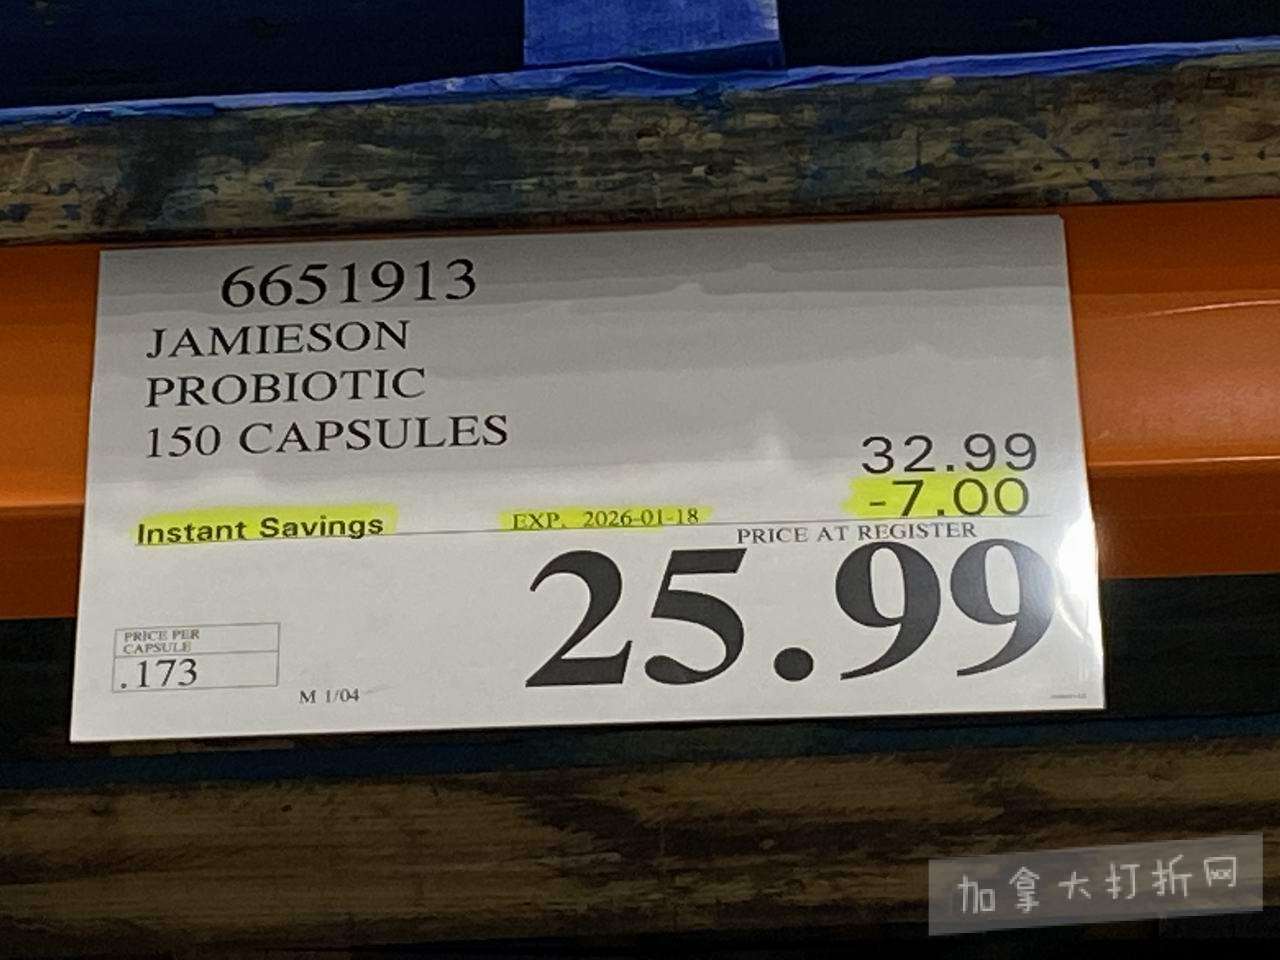 6651913
JAMIESON
PROBIOTIC
150 CAPSULES
32.99
Instant Savings EXP. 2026-01-18 -7.00
PRICE AT REGISTER
25.99
PRICE PER
CAPSULE
.173
M 1/04
加拿大打折网